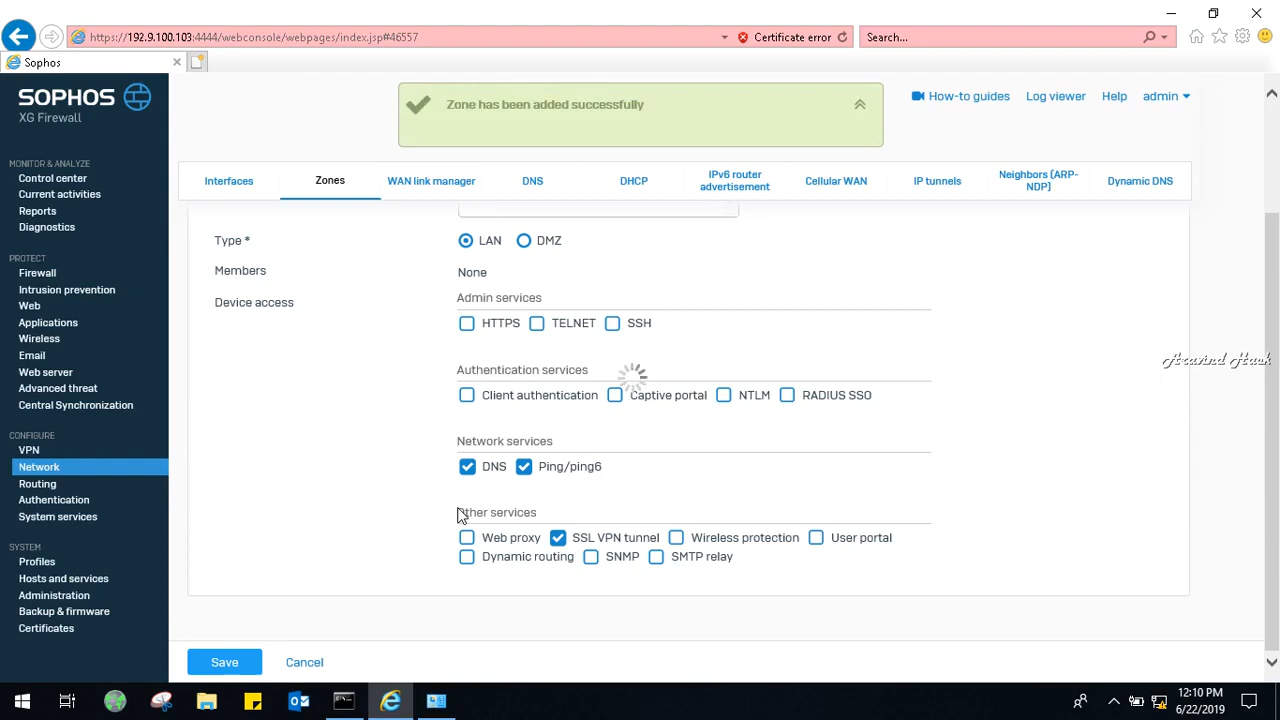 https://192.9.100.103:4444/webconsole/webpages/index.jsp#46557
Certificate error
Search...
Sophos
SOPHOS
XG Firewall
Zone has been added successfully
How-to guides
Log viewer
Help
admin
Interfaces
Zones
WAN link manager
DNS
DHCP
IPv6 router
advertisement
Cellular WAN
IP tunnels
Neighbors (ARP-
NDP)
Dynamic DNS
MONITOR & ANALYZE
Control center
Current activities
Reports
Diagnostics
PROTECT
Firewall
Intrusion prevention
Web
Applications
Wireless
Email
Web server
Advanced threat
Central Synchronization
CONFIGURE
VPN
Network
Routing
Authentication
System services
SYSTEM
Profiles
Hosts and services
Administration
Backup & firmware
Certificates
Type *
LAN
DMZ
Members
None
Device access
Admin services
HTTPS
TELNET
SSH
Authentication services
Client authentication
Captive portal
NTLM
RADIUS SSO
Network services
DNS
Ping/ping6
Other services
Web proxy
SSL VPN tunnel
Wireless protection
User portal
Dynamic routing
SNMP
SMTP relay
Save
Cancel
Aravind Hack
12:10 PM
6/22/2019